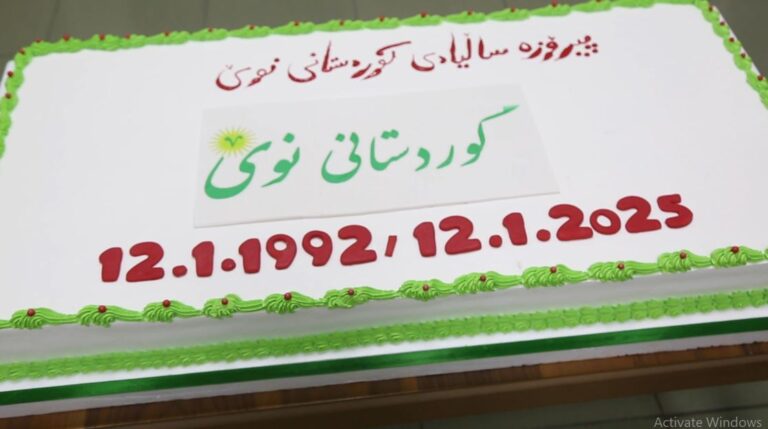 پیرۆزە ساڵیادی کوردستانی نوێ
کوردستانی نوێ
12.1.1992, 12.1.2025
Activate Windows